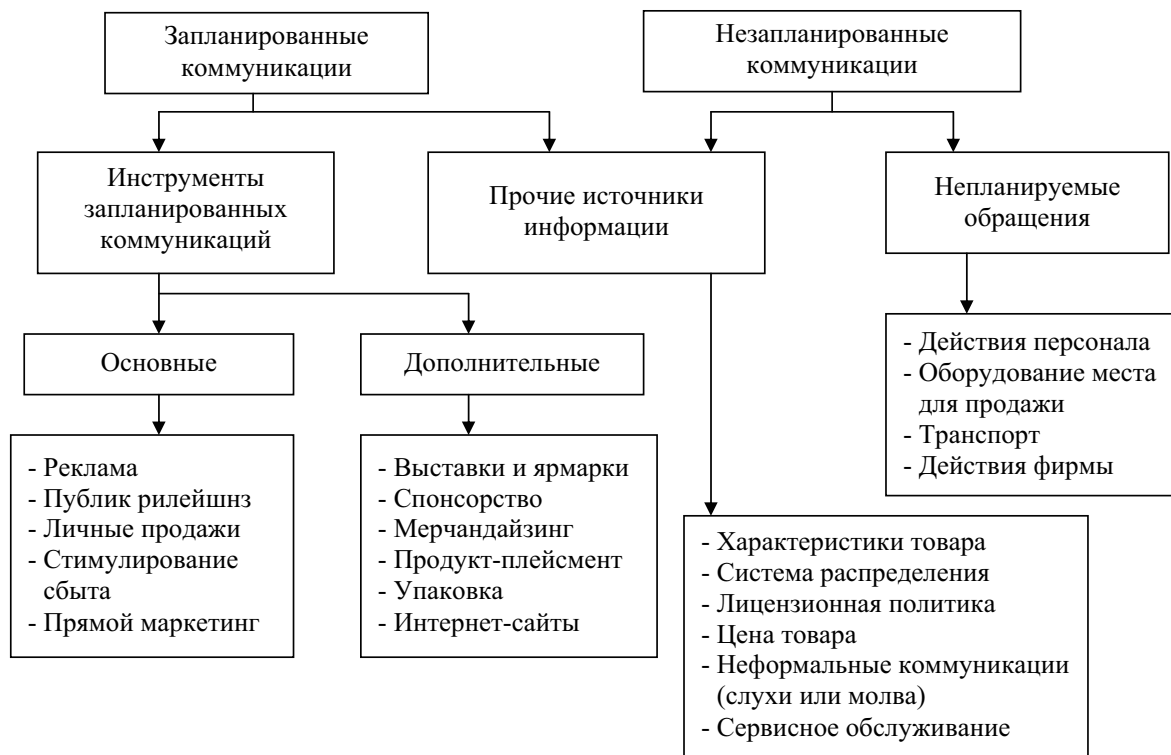 Запланированные
коммуникации
Незапланированные
коммуникации
Инструменты
запланированных
коммуникаций
Прочие источники
информации
Непланируемые
обращения
Основные
Дополнительные
- Действия персонала
- Оборудование места
для продажи
- Транспорт
- Действия фирмы
- Реклама
- Публик рилейшнз
- Личные продажи
- Стимулирование
сбыта
- Прямой маркетинг
- Выставки и ярмарки
- Спонсорство
- Мерчандайзинг
- Продукт-плейсмент
- Упаковка
- Интернет-сайты
- Характеристики товара
- Система распределения
- Лицензионная политика
- Цена товара
- Неформальные коммуникации
(слухи или молва)
- Сервисное обслуживание